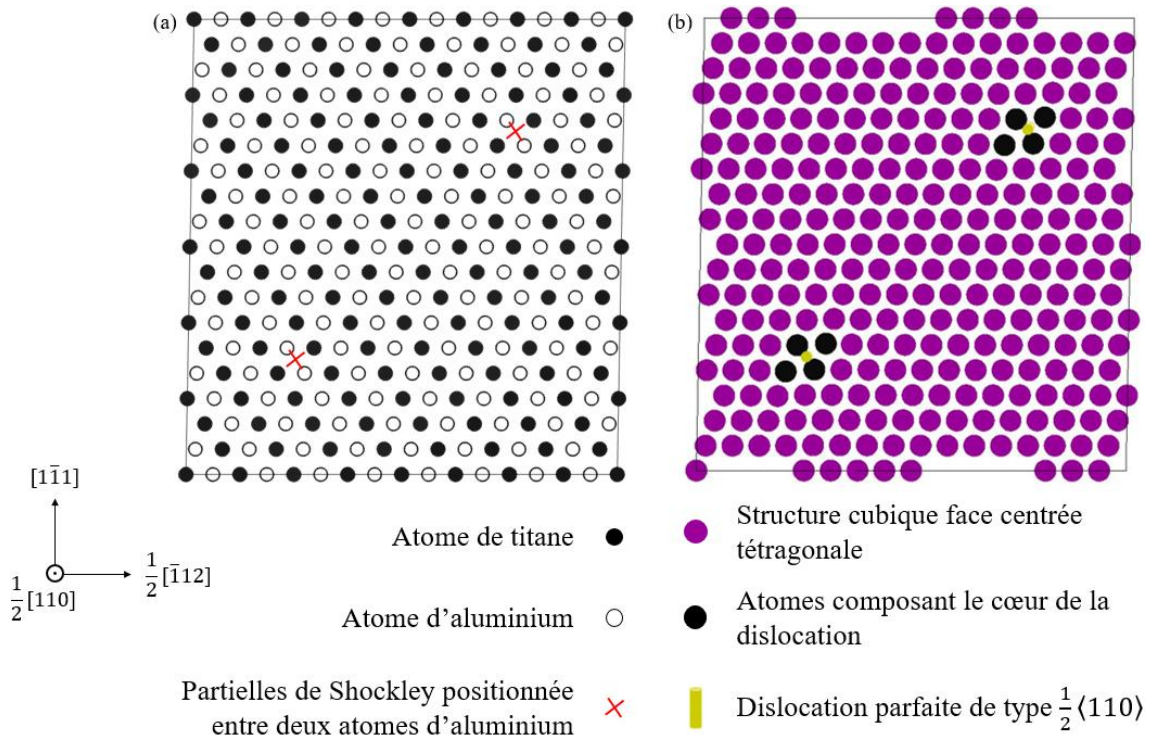 (a)
(b)
[11̅1]
1/2 [1̅12]
1/2 [110]
Atome de titane
Atome d’aluminium
Partielles de Shockley positionnée
entre deux atomes d’aluminium
Structure cubique face centrée
tétragonale
Atomes composant le cœur de la
dislocation
Dislocation parfaite de type 1/2 ⟨110⟩